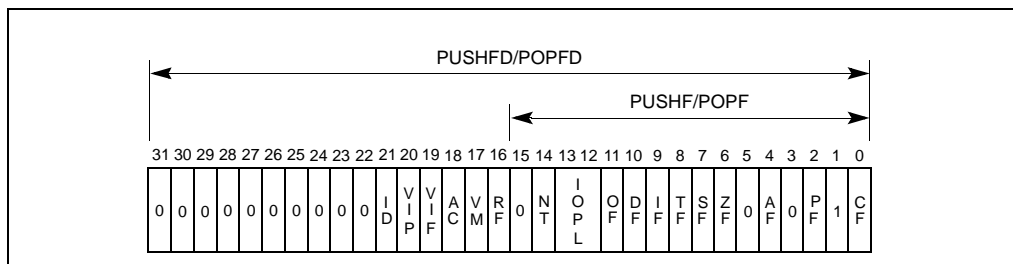 PUSHFD/POPFD
PUSHF/POPF
31 30 29 28 27 26 25 24 23 22 21 20 19 18 17 16 15 14 13 12 11 10 9 8 7 6 5 4 3 2 1 0
0 0 0 0 0 0 0 0 0 0 ID VIP VIF AC VM RF 0 NT IOPL OF DF IF TF SF ZF 0 AF 0 PF 1 CF